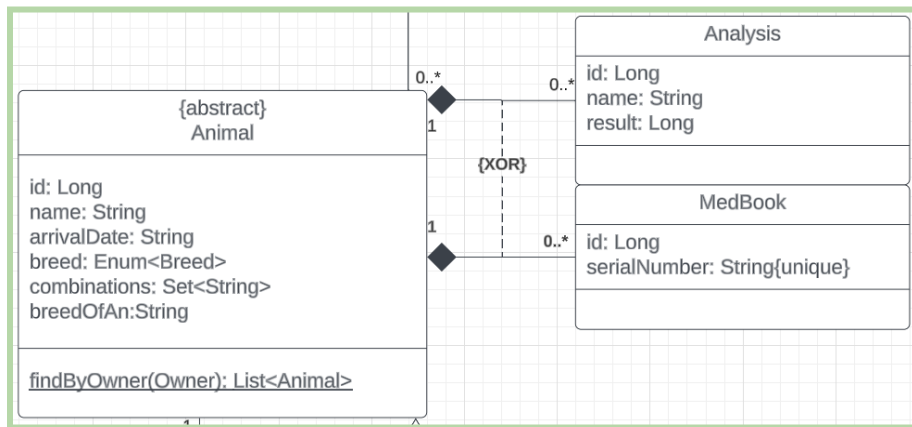 Analysis
id: Long
name: String
result: Long
0..*
0..*
{abstract}
Animal
1
{XOR}
id: Long
name: String
arrivalDate: String
breed: Enum<Breed>
combinations: Set<String>
breedOfAn:String
findByOwner(Owner): List<Animal>
MedBook
id: Long
serialNumber: String{unique}
1
0..*
1